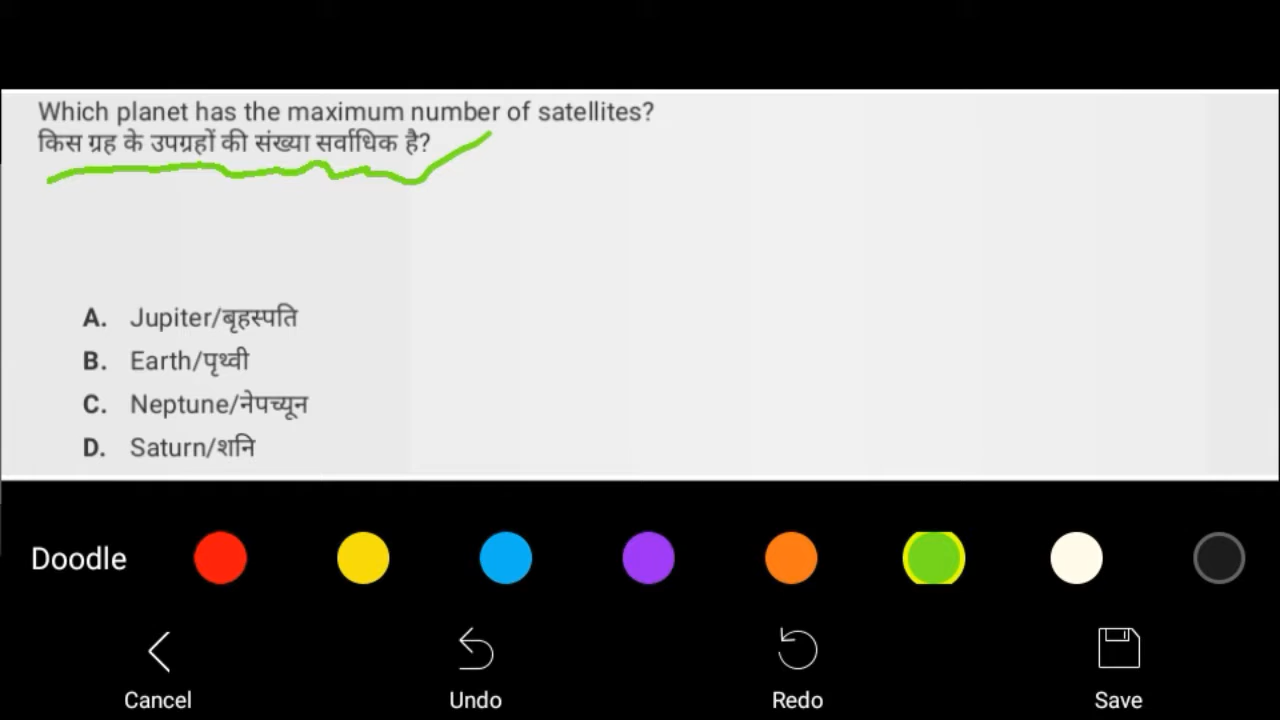 Which planet has the maximum number of satellites?
किस ग्रह के उपग्रहों की संख्या सर्वाधिक है?
A. Jupiter/बृहस्पति
B. Earth/पृथ्वी
C. Neptune/नेपच्यून
D. Saturn/शनि
Doodle
Cancel Undo Redo Save